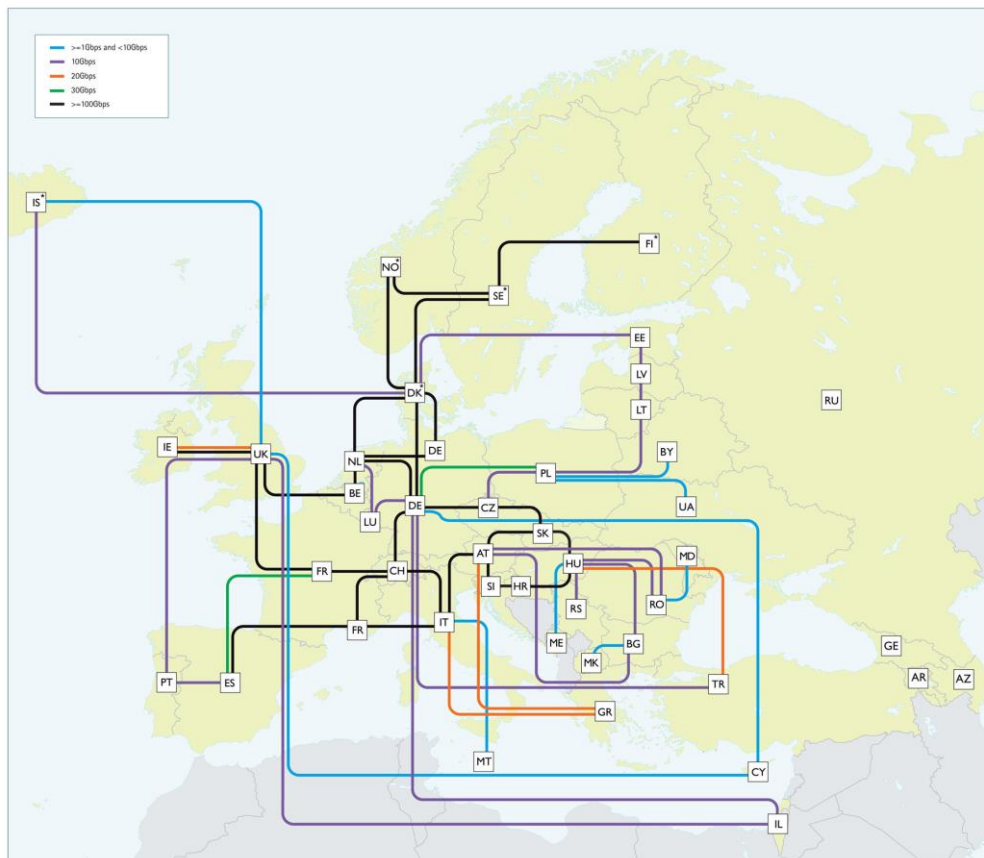 >=1Gbps and <10Gbps
10Gbps
20Gbps
30Gbps
>=100Gbps
IS*
FI*
NO*
SE*
EE
LV
DK*
RU
LT
IE
UK
NL
DE
BY
PL
BE
DE
CZ
UA
LU
SK
AT
HU
MD
FR
CH
SI
HR
RS
RO
IT
FR
ME
BG
GE
MK
PT
ES
TR
AR
AZ
GR
MT
CY
IL